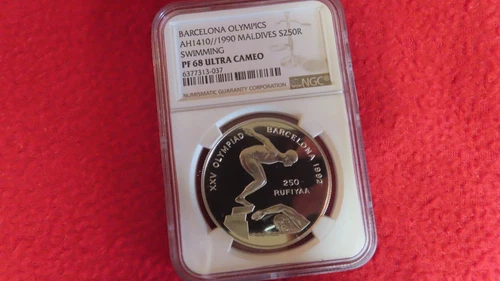 BARCELONA OLYMPICS
AH1410//1990 MALDIVES S250R
SWIMMING
PF 68 ULTRA CAMEO
6377313-037
NGC
NUMISMATIC GUARANTY CORPORATION
XXV OLYMPIAD BARCELONA 1992
250
RUFIYAA